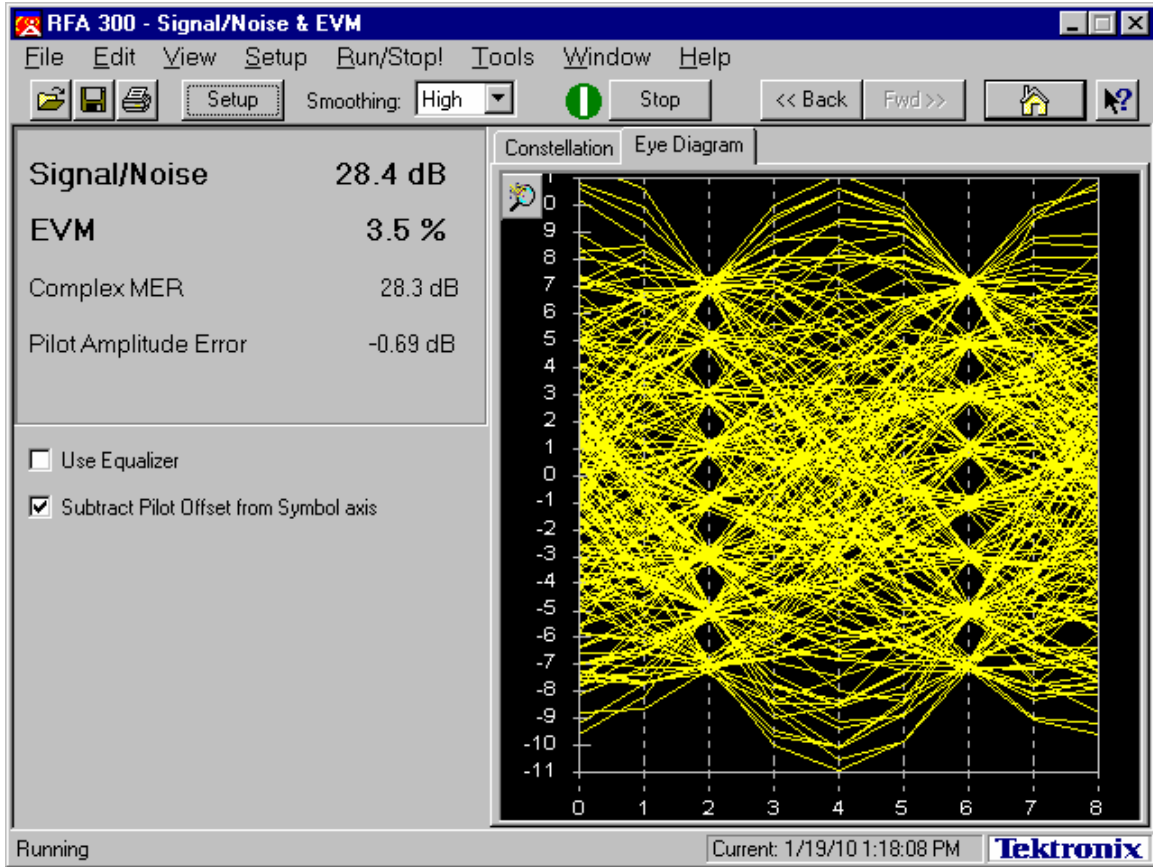 RFA 300 - Signal/Noise & EVM
File Edit View Setup Run/Stop! Tools Window Help
Setup Smoothing: High Stop << Back Fwd >>
Signal/Noise 28.4 dB
EVM 3.5 %
Complex MER 28.3 dB
Pilot Amplitude Error -0.69 dB
Use Equalizer
Subtract Pilot Offset from Symbol axis
Constellation Eye Diagram
0
9
8
7
6
5
4
3
2
1
0
-1
-2
-3
-4
-5
-6
-7
-8
-9
-10
-11
0 1 2 3 4 5 6 7 8
Running Current: 1/19/10 1:18:08 PM Tektronix